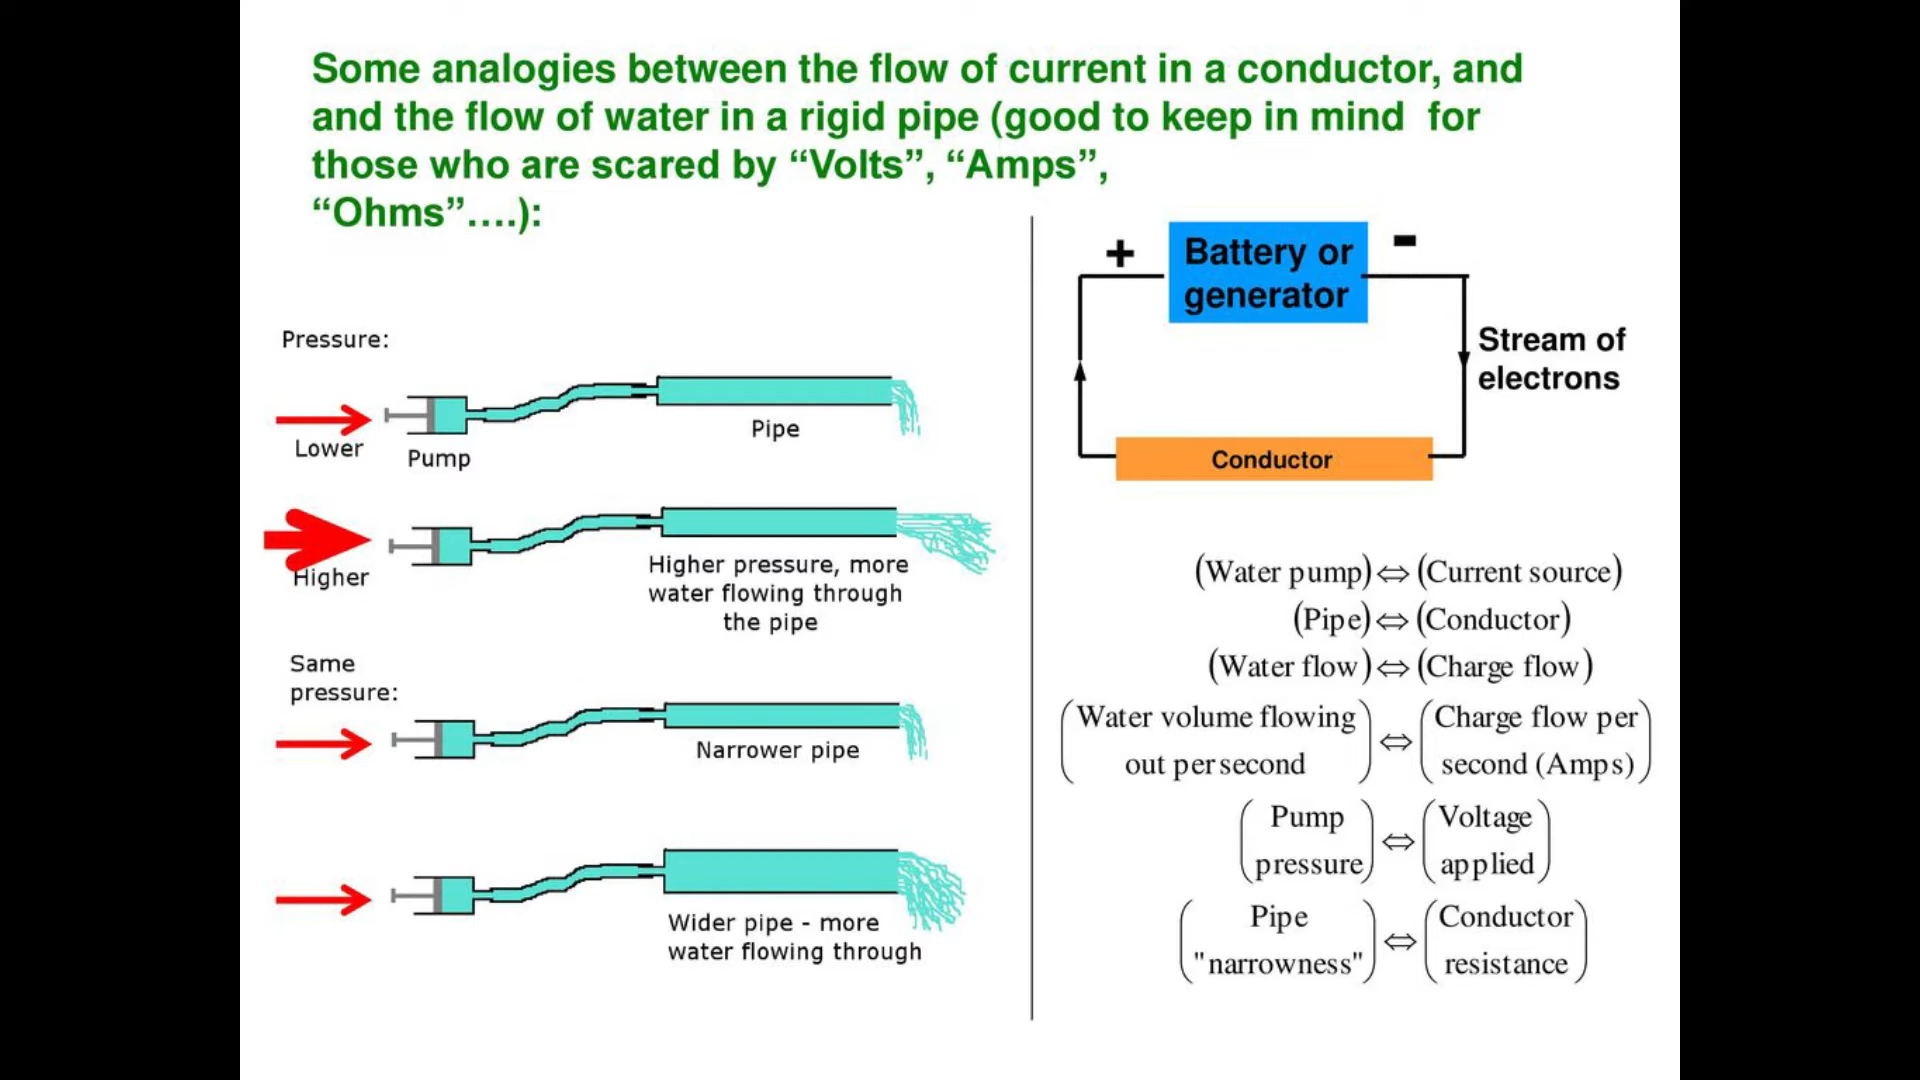 Some analogies between the flow of current in a conductor, and
and the flow of water in a rigid pipe (good to keep in mind for
those who are scared by “Volts”, “Amps”,
“Ohms”….):
Pressure:
Lower
Pump
Pipe
Higher
Higher pressure, more
water flowing through
the pipe
Same
pressure:
Narrower pipe
Wider pipe - more
water flowing through
+
Battery or
generator
-
Stream of
electrons
Conductor
(Water pump)⇔(Current source)
(Pipe)⇔(Conductor)
(Water flow)⇔(Charge flow)
(Water volume flowing
out per second)⇔(Charge flow per
second (Amps))
(Pump
pressure)⇔(Voltage
applied)
(Pipe
"narrowness")⇔(Conductor
resistance)